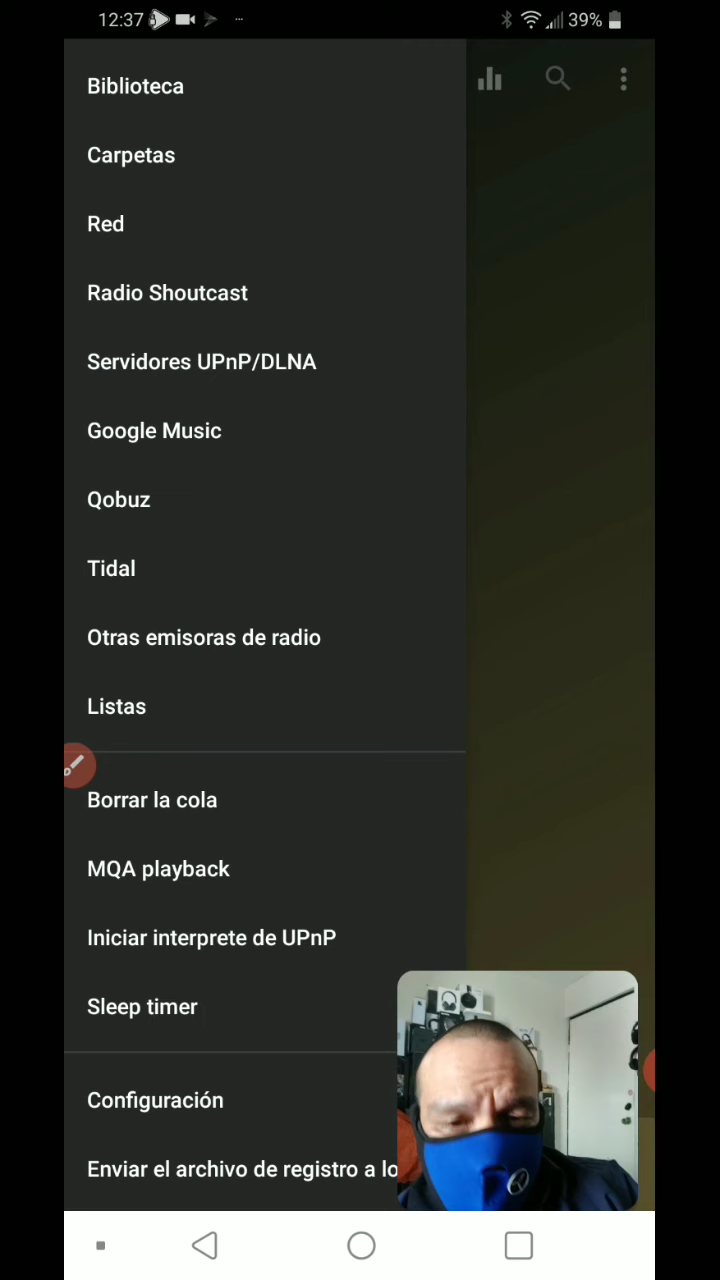 12:37
39%
Biblioteca
Carpetas
Red
Radio Shoutcast
Servidores UPnP/DLNA
Google Music
Qobuz
Tidal
Otras emisoras de radio
Listas
Borrar la cola
MQA playback
Iniciar interprete de UPnP
Sleep timer
Configuración
Enviar el archivo de registro a lo